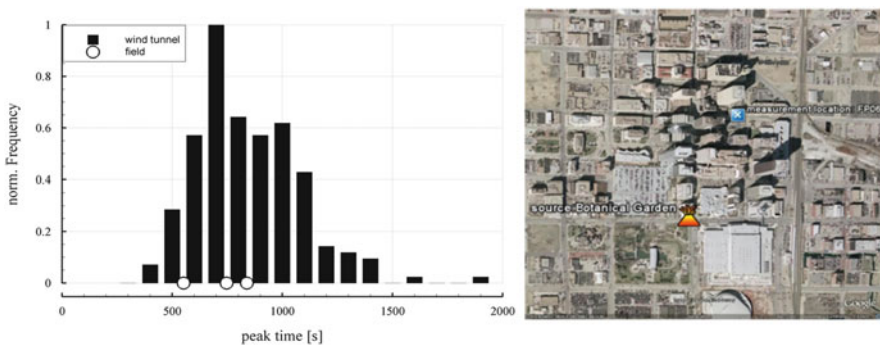 1
0.8
0.6
0.4
0.2
0
norm. Frequency
wind tunnel
field
0
500
1000
1500
2000
peak time [s]
measurement location: FP06
source Botanical Garden
Google